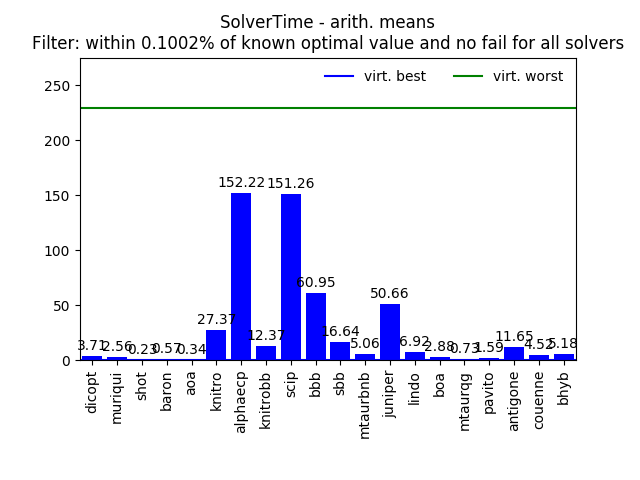 SolverTime - arith. means
Filter: within 0.1002% of known optimal value and no fail for all solvers
virt. best
virt. worst
250
200
150
100
50
0
3.71
2.56
0.23
0.57
0.34
27.37
152.22
12.37
151.26
60.95
16.64
5.06
50.66
6.92
2.88
0.73
1.59
11.65
4.52
5.18
dicopt
muriqui
shot
baron
aoa
knitro
alphaecp
knitrobb
scip
bbb
sbb
mtaurbnb
juniper
lindo
boa
mtaurqg
pavito
antigone
couenne
bhyb